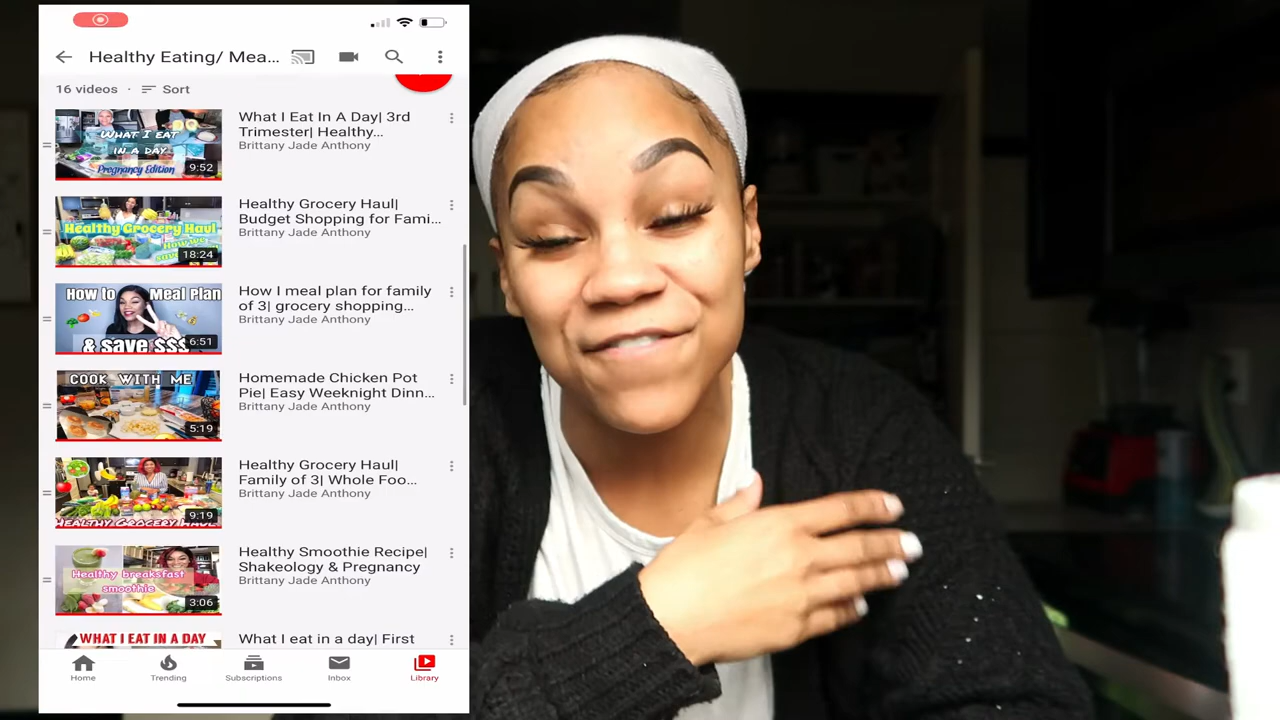 Healthy Eating/ Mea...
16 videos · Sort
What I Eat In A Day| 3rd
Trimester| Healthy...
Brittany Jade Anthony
WHAT I EAT
IN A DAY
Pregnancy Edition
9:52
Healthy Grocery Haul|
Budget Shopping for Fami...
Brittany Jade Anthony
Healthy Grocery Haul
How we
18:24
How I meal plan for family
of 3| grocery shopping...
Brittany Jade Anthony
How to Meal Plan
& save $$$
6:51
Homemade Chicken Pot
Pie| Easy Weeknight Dinn...
Brittany Jade Anthony
COOK WITH ME
5:19
Healthy Grocery Haul|
Family of 3| Whole Foo...
Brittany Jade Anthony
HEALTHY GROCERY HAUL
9:19
Healthy Smoothie Recipe|
Shakeology & Pregnancy
Brittany Jade Anthony
Healthy breaksfast
smoothie
3:06
What I eat in a day| First
WHAT I EAT IN A DAY
Home
Trending
Subscriptions
Inbox
Library